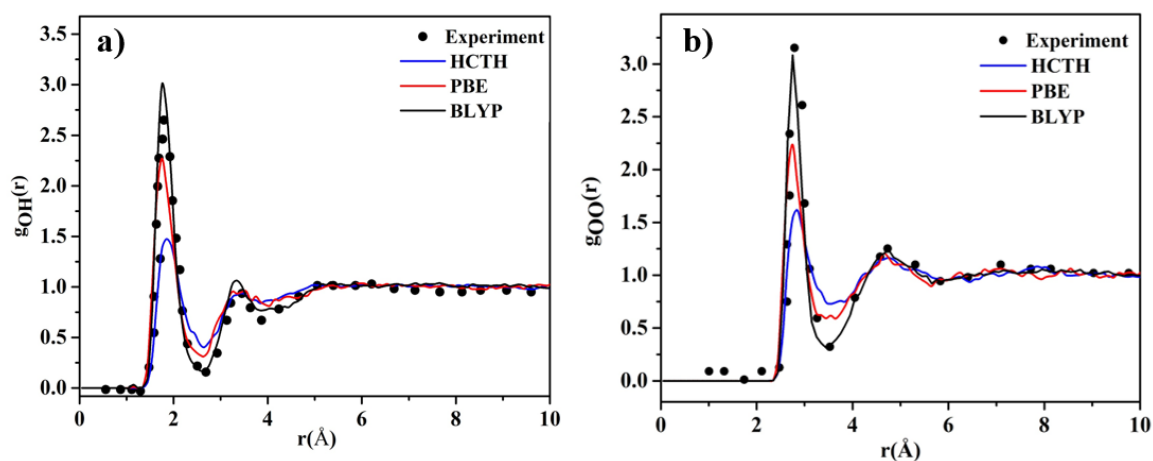 a)
Experiment
HCTH
PBE
BLYP
3.5
3.0
2.5
2.0
1.5
1.0
0.5
0.0
gOH(r)
0 2 4 6 8 10
r(Å)
b)
Experiment
HCTH
PBE
BLYP
3.0
2.5
2.0
1.5
1.0
0.5
0.0
gOO(r)
0 2 4 6 8 10
r(Å)